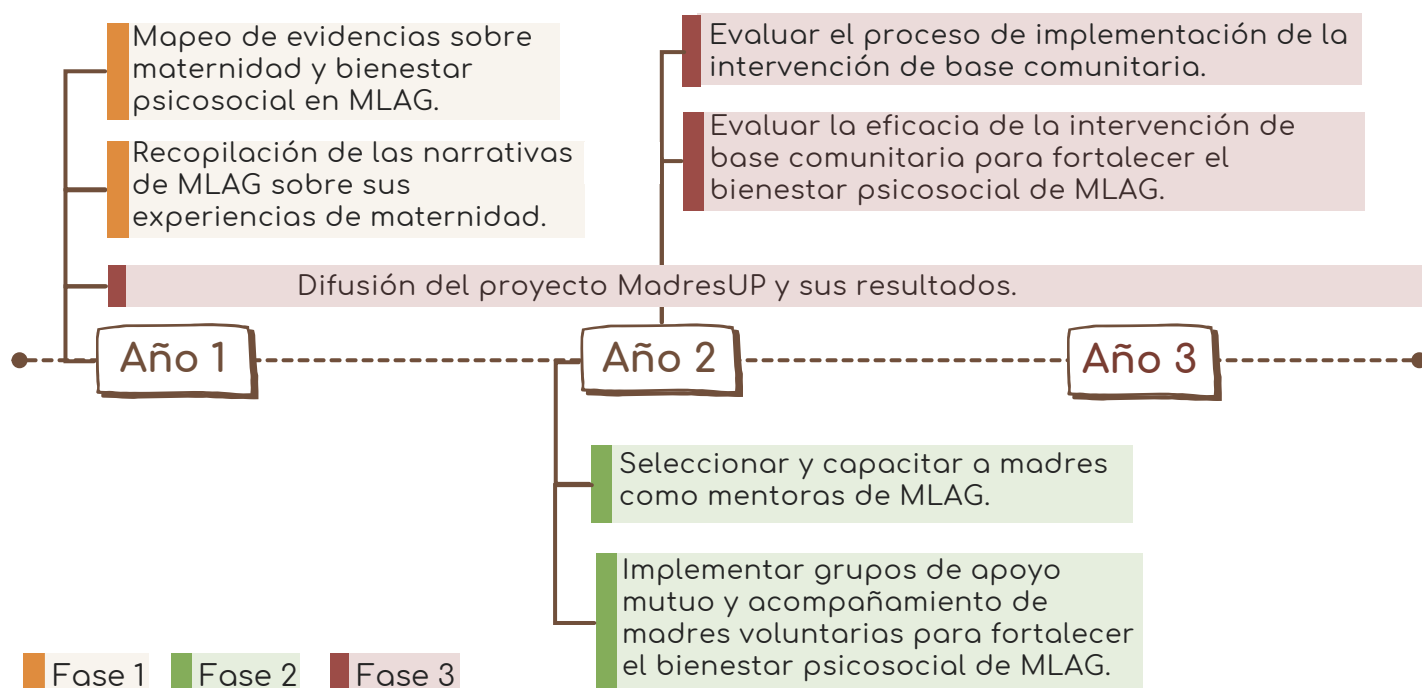 Mapeo de evidencias sobre
maternidad y bienestar
psicosocial en MLAG.
Recopilación de las narrativas
de MLAG sobre sus
experiencias de maternidad.
Evaluar el proceso de implementación de la
intervención de base comunitaria.
Evaluar la eficacia de la intervención de
base comunitaria para fortalecer el
bienestar psicosocial de MLAG.
Difusión del proyecto MadresUP y sus resultados.
Año 1
Año 2
Año 3
Seleccionar y capacitar a madres
como mentoras de MLAG.
Implementar grupos de apoyo
mutuo y acompañamiento de
madres voluntarias para fortalecer
el bienestar psicosocial de MLAG.
Fase 1
Fase 2
Fase 3